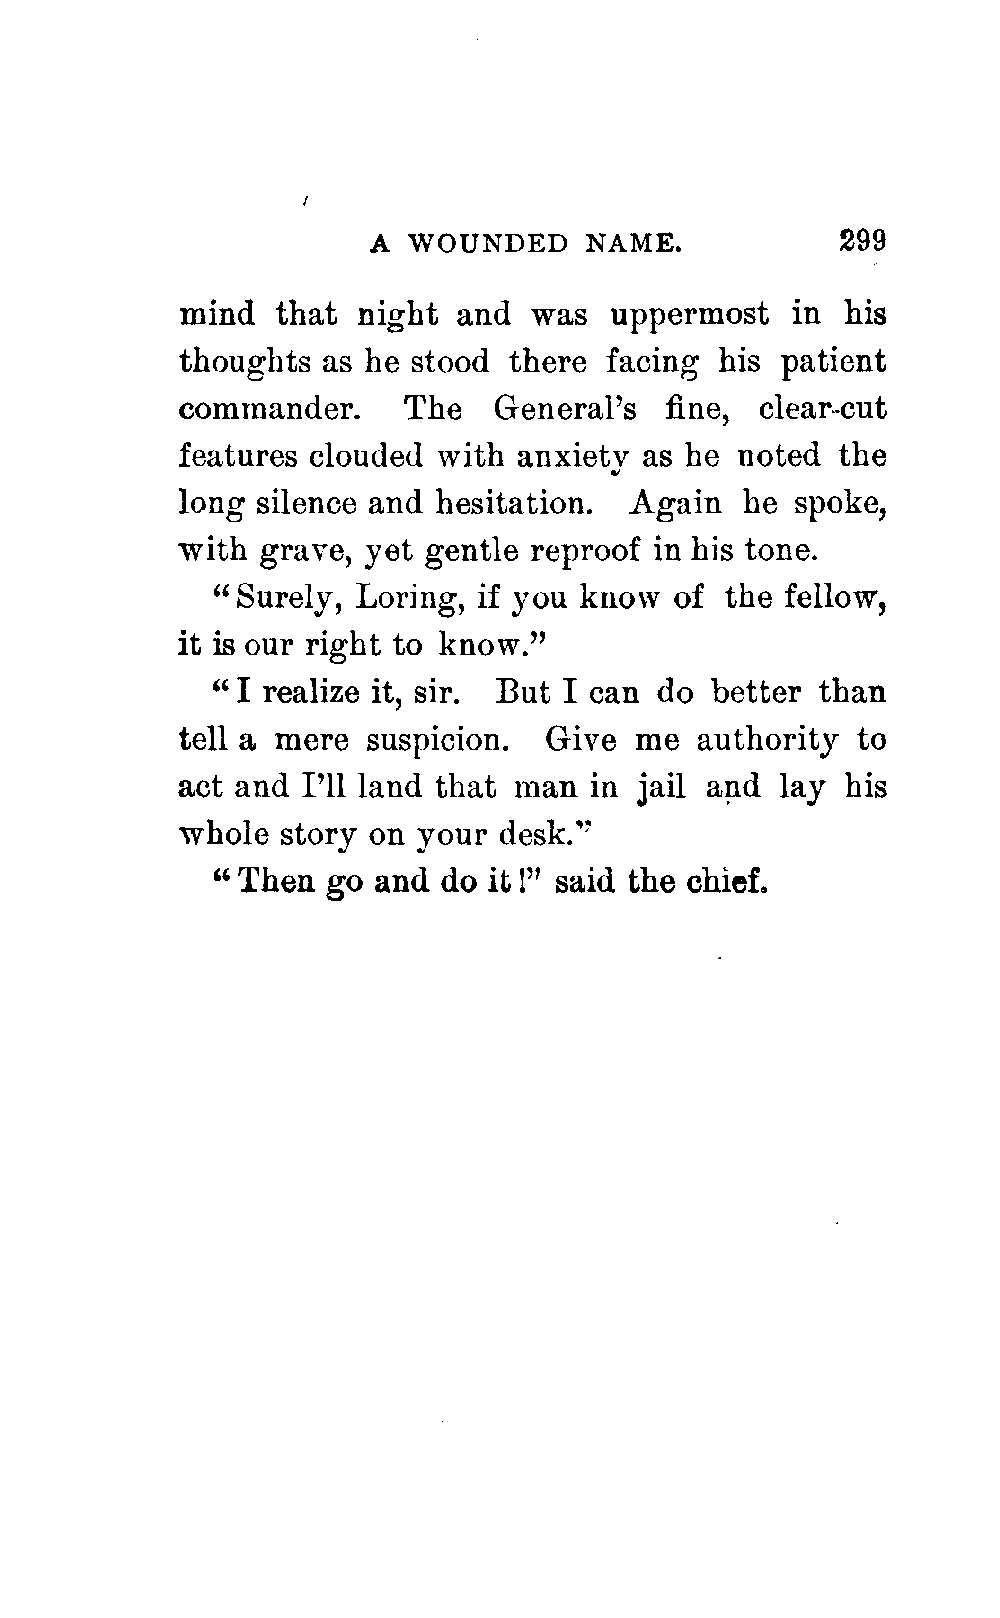 A WOUNDED NAME. 299
mind that night and was uppermost in his
thoughts as he stood there facing his patient
commander. The General's fine, clear-cut
features clouded with anxiety as he noted the
long silence and hesitation. Again he spoke,
with grave, yet gentle reproof in his tone.
"Surely, Loring, if you know of the fellow,
it is our right to know."
"I realize it, sir. But I can do better than
tell a mere suspicion. Give me authority to
act and I'll land that man in jail and lay his
whole story on your desk."
"Then go and do it!" said the chief.